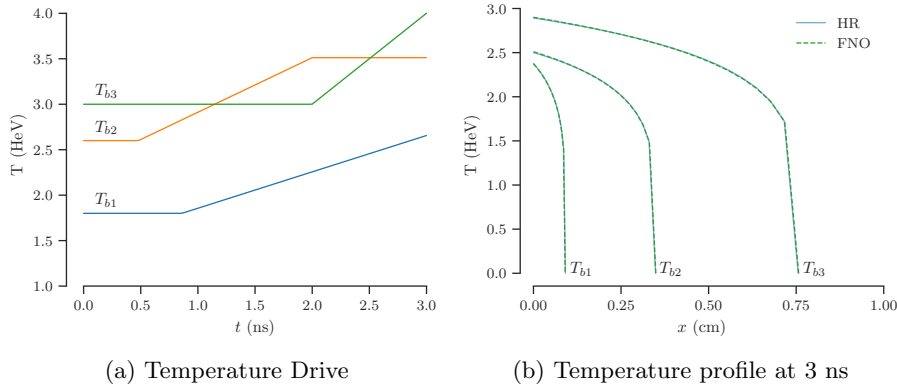 4.0
3.5
3.0
2.5
2.0
1.5
1.0
T (HeV)
T_b3
T_b2
T_b1
0.0 0.5 1.0 1.5 2.0 2.5 3.0
t (ns)
(a) Temperature Drive
3.0
2.5
2.0
1.5
1.0
0.5
0.0
T (HeV)
HR
FNO
T_b1 T_b2 T_b3
0.00 0.25 0.50 0.75 1.00
x (cm)
(b) Temperature profile at 3 ns